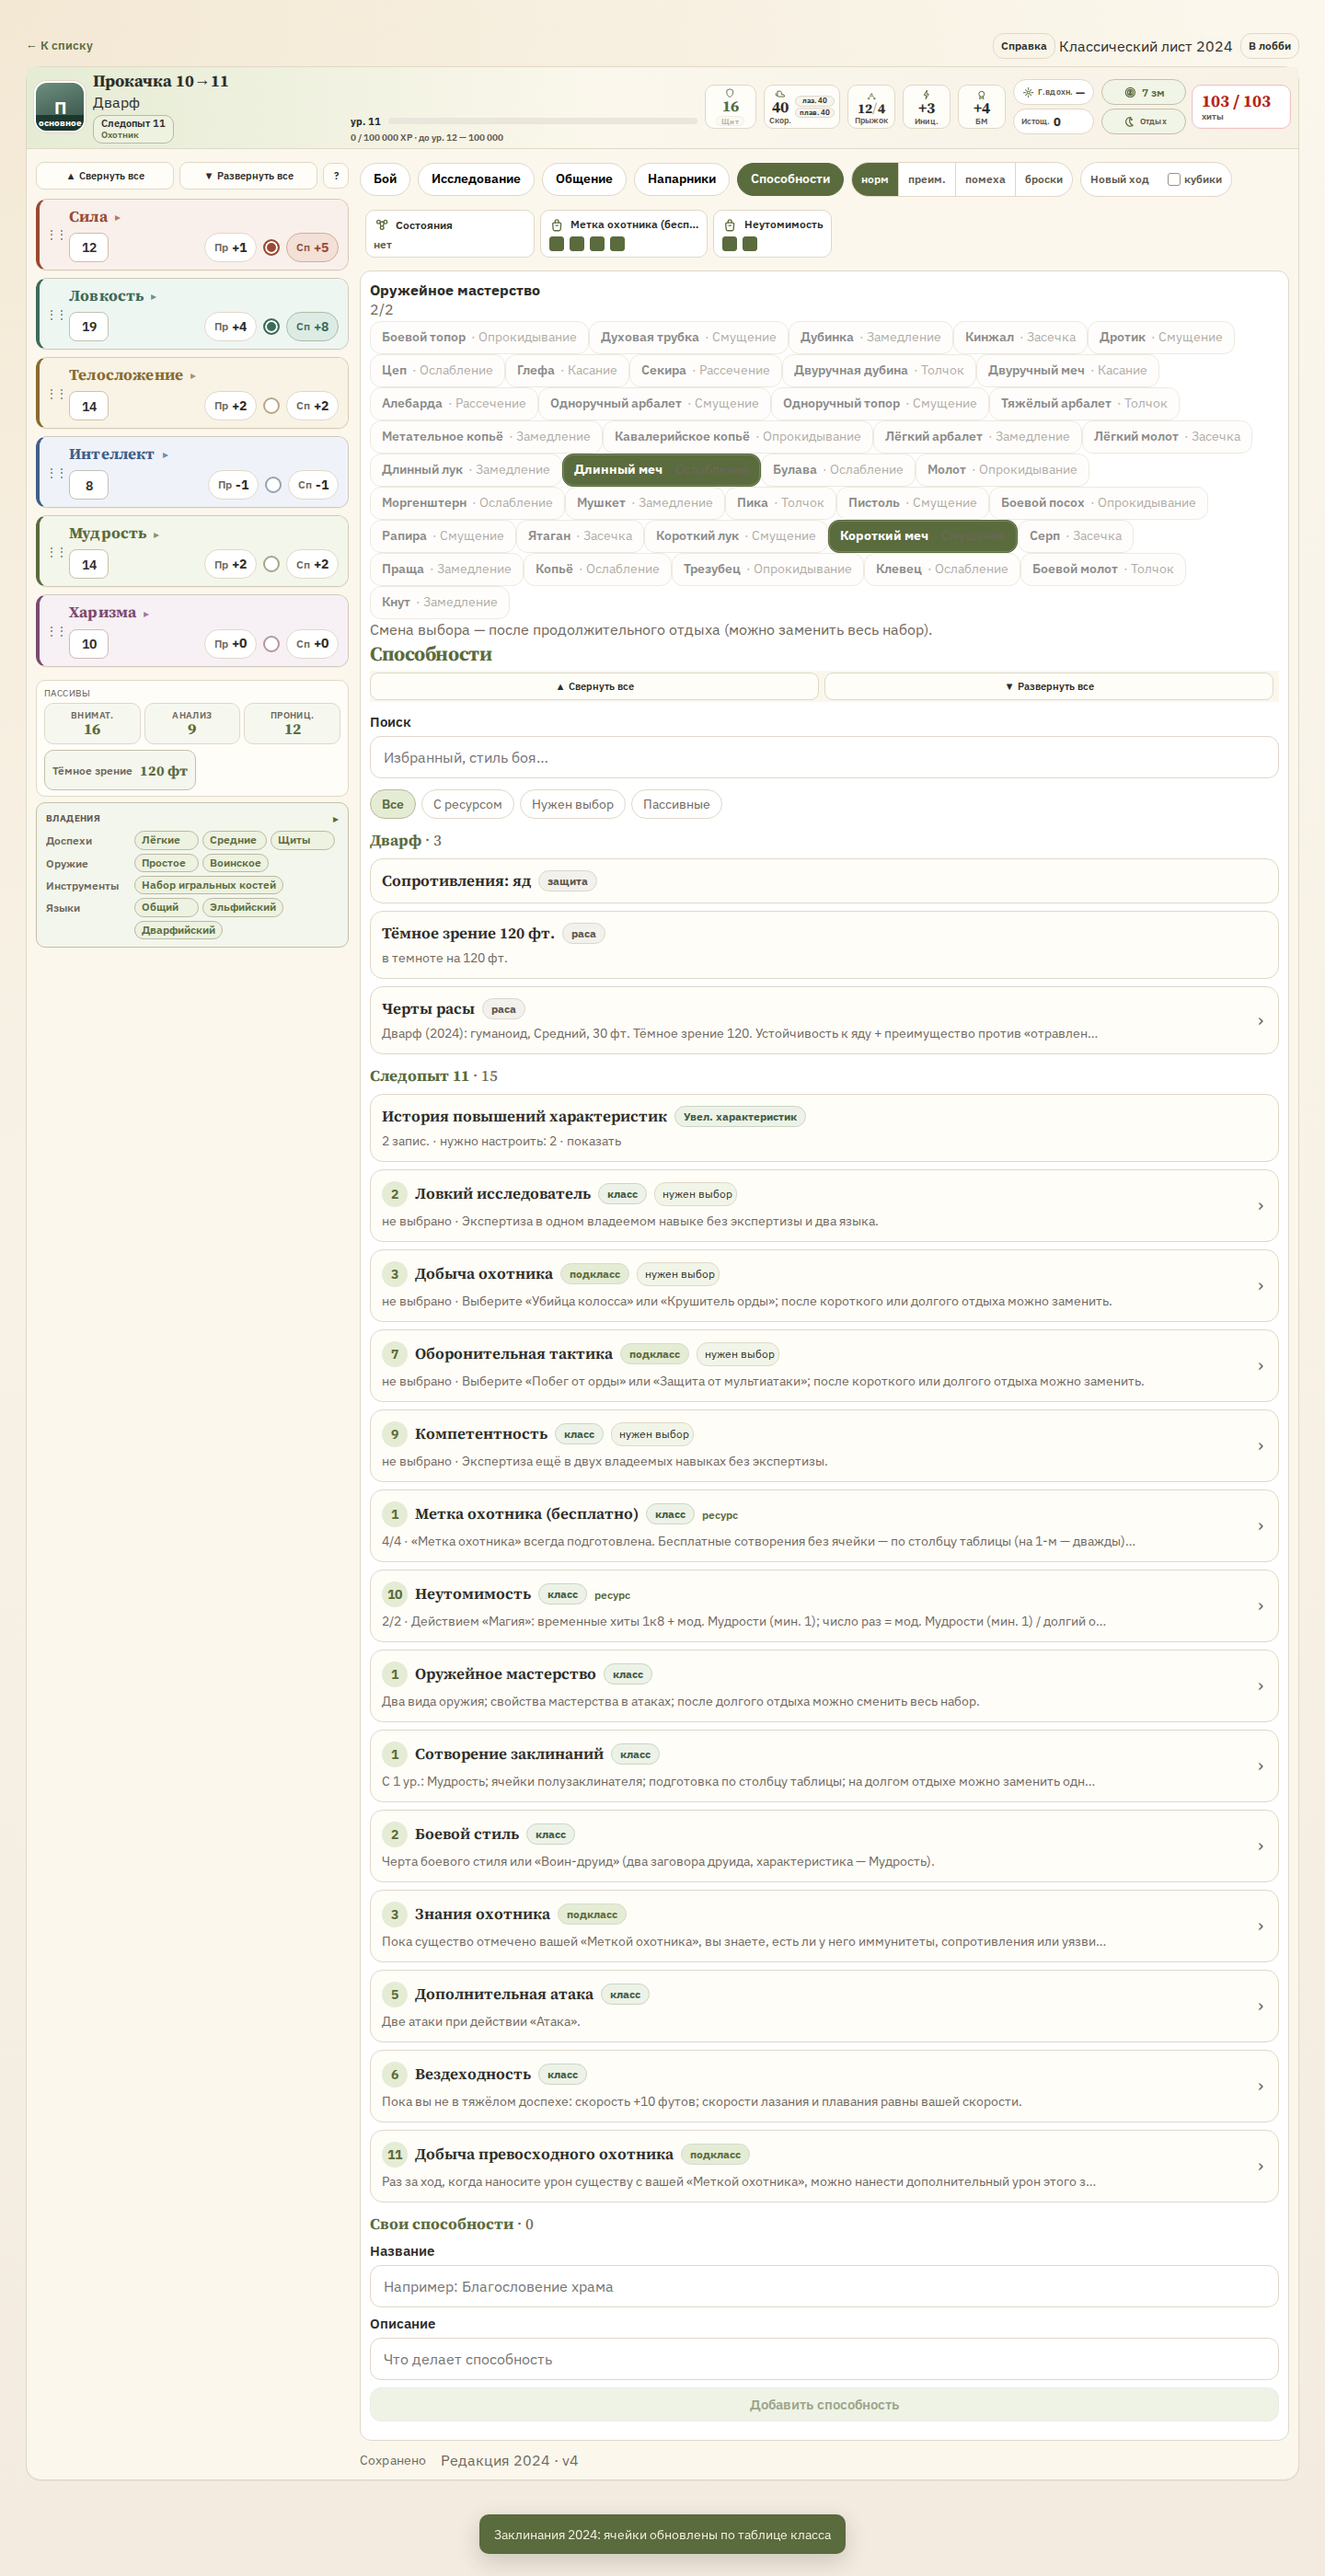 ← К списку
Справка Классический лист 2024 В лобби
П
основное
Прокачка 10→11
Дварф
Следопыт 11
Охотник
ур. 11
0 / 100 000 XP · до ур. 12 — 100 000
16
Щит
40
Скор.
лаз. 40
плав. 40
12/4
Прыжок
+3
Иниц.
+4
БМ
Г.вдохн. —
Истощ. 0
7 зм
Отдых
103 / 103
хиты
▲ Свернуть все ▼ Развернуть все ?
Сила ▸
12 Пр +1 Сп +5
Ловкость ▸
19 Пр +4 Сп +8
Телосложение ▸
14 Пр +2 Сп +2
Интеллект ▸
8 Пр -1 Сп -1
Мудрость ▸
14 Пр +2 Сп +2
Харизма ▸
10 Пр +0 Сп +0
ПАССИВЫ
ВНИМАТ. АНАЛИЗ ПРОНИЦ.
16 9 12
Тёмное зрение 120 фт
ВЛАДЕНИЯ ▸
Доспехи Лёгкие Средние Щиты
Оружие Простое Воинское
Инструменты Набор игральных костей
Языки Общий Эльфийский
Дварфийский
Бой Исследование Общение Напарники Способности норм преим. помеха броски Новый ход кубики
Состояния
нет
Метка охотника (бесп...
Неутомимость
Оружейное мастерство
2/2
Боевой топор · Опрокидывание Духовая трубка · Смущение Дубинка · Замедление Кинжал · Засечка Дротик · Смущение
Цеп · Ослабление Глефа · Касание Секира · Рассечение Двуручная дубина · Толчок Двуручный меч · Касание
Алебарда · Рассечение Одноручный арбалет · Смущение Одноручный топор · Смущение Тяжёлый арбалет · Толчок
Метательное копьё · Замедление Кавалерийское копьё · Опрокидывание Лёгкий арбалет · Замедление Лёгкий молот · Засечка
Длинный лук · Замедление Длинный меч Булава · Ослабление Молот · Опрокидывание
Моргенштерн · Ослабление Мушкет · Замедление Пика · Толчок Пистоль · Смущение Боевой посох · Опрокидывание
Рапира · Смущение Ятаган · Засечка Короткий лук · Смущение Короткий меч Серп · Засечка
Праща · Замедление Копьё · Ослабление Трезубец · Опрокидывание Клевец · Ослабление Боевой молот · Толчок
Кнут · Замедление
Смена выбора — после продолжительного отдыха (можно заменить весь набор).
Способности
▲ Свернуть все ▼ Развернуть все
Поиск
Избранный, стиль боя...
Все С ресурсом Нужен выбор Пассивные
Дварф · 3
Сопротивления: яд защита
Тёмное зрение 120 фт. раса
в темноте на 120 фт.
Черты расы раса
Дварф (2024): гуманоид, Средний, 30 фт. Тёмное зрение 120. Устойчивость к яду + преимущество против «отравлен...
Следопыт 11 · 15
История повышений характеристик Увел. характеристик
2 запис. · нужно настроить: 2 · показать
2 Ловкий исследователь класс нужен выбор
не выбрано · Экспертиза в одном владеемом навыке без экспертизы и два языка.
3 Добыча охотника подкласс нужен выбор
не выбрано · Выберите «Убийца колосса» или «Крушитель орды»; после короткого или долгого отдыха можно заменить.
7 Оборонительная тактика подкласс нужен выбор
не выбрано · Выберите «Побег от орды» или «Защита от мультиатаки»; после короткого или долгого отдыха можно заменить.
9 Компетентность класс нужен выбор
не выбрано · Экспертиза ещё в двух владеемых навыках без экспертизы.
1 Метка охотника (бесплатно) класс ресурс
4/4 · «Метка охотника» всегда подготовлена. Бесплатные сотворения без ячейки — по столбцу таблицы (на 1-м — дважды)...
10 Неутомимость класс ресурс
2/2 · Действием «Магия»: временные хиты 1к8 + мод. Мудрости (мин. 1); число раз = мод. Мудрости (мин. 1) / долгий о...
1 Оружейное мастерство класс
Два вида оружия; свойства мастерства в атаках; после долгого отдыха можно сменить весь набор.
1 Сотворение заклинаний класс
С 1 ур.: Мудрость; ячейки полузаклинателя; подготовка по столбцу таблицы; на долгом отдыхе можно заменить одн...
2 Боевой стиль класс
Черта боевого стиля или «Воин-друид» (два заговора друида, характеристика — Мудрость).
3 Знания охотника подкласс
Пока существо отмечено вашей «Меткой охотника», вы знаете, есть ли у него иммунитеты, сопротивления или уязви...
5 Дополнительная атака класс
Две атаки при действии «Атака».
6 Вездеходность класс
Пока вы не в тяжёлом доспехе: скорость +10 футов; скорости лазания и плавания равны вашей скорости.
11 Добыча превосходного охотника подкласс
Раз за ход, когда наносите урон существу с вашей «Меткой охотника», можно нанести дополнительный урон этого з...
Свои способности · 0
Название
Например: Благословение храма
Описание
Что делает способность
Добавить способность
Сохранено Редакция 2024 · v4
Заклинания 2024: ячейки обновлены по таблице класса